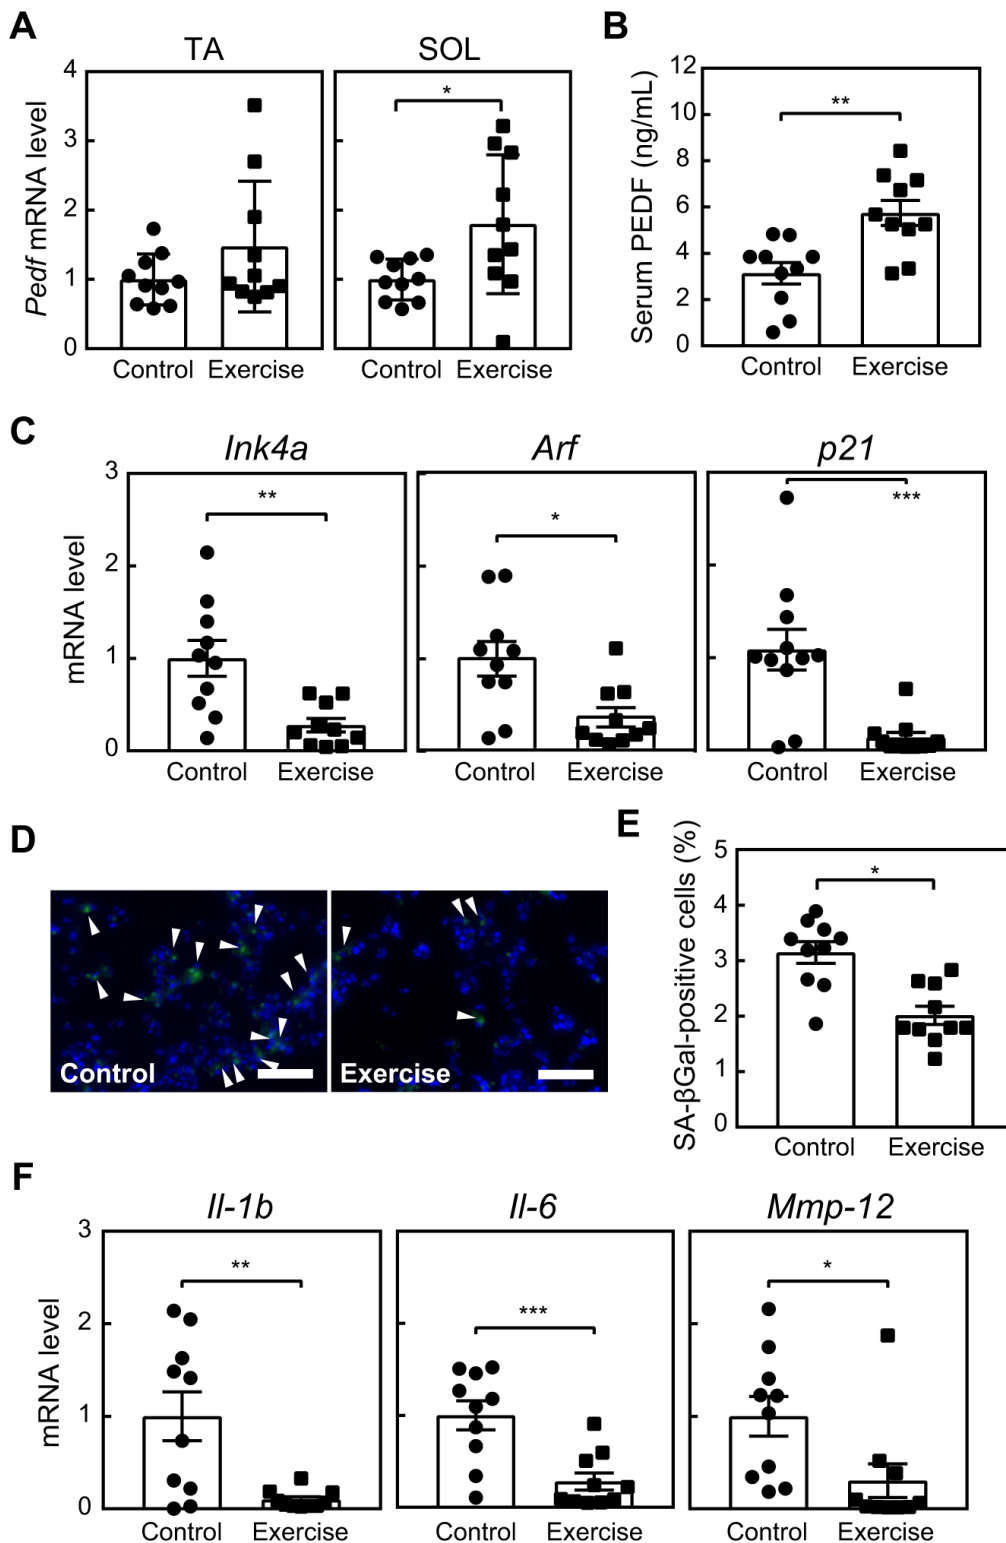 A
TA
SOL
Pedf mRNA level
4
3
2
1
0
*
Control
Exercise
Control
Exercise
B
Serum PEDF (ng/mL)
12
10
8
6
4
2
0
**
Control
Exercise
C
Ink4a
Arf
p21
mRNA level
3
2
1
0
**
*
***
Control
Exercise
Control
Exercise
Control
Exercise
D
Control
Exercise
E
SA-βGal-positive cells (%)
5
4
3
2
1
0
*
Control
Exercise
F
Il-1b
Il-6
Mmp-12
mRNA level
3
2
1
0
**
***
*
Control
Exercise
Control
Exercise
Control
Exercise